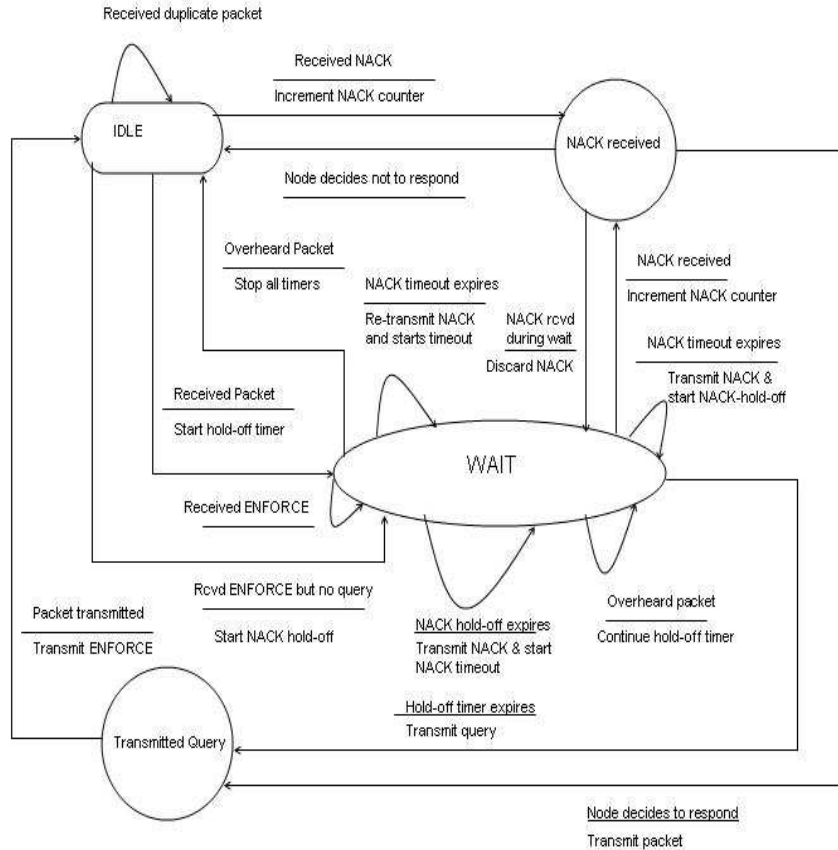 Received duplicate packet
Received NACK
Increment NACK counter
IDLE
NACK received
Node decides not to respond
Overheard Packet
Stop all timers
NACK timeout expires
Re-transmit NACK
and starts timeout
NACK rcvd
during wait
Discard NACK
NACK received
Increment NACK counter
NACK timeout expires
Transmit NACK &
start NACK-hold-off
Received Packet
Start hold-off timer
WAIT
Received ENFORCE
Rcvd ENFORCE but no query
Start NACK hold-off
NACK hold-off expires
Transmit NACK & start
NACK timeout
Overheard packet
Continue hold-off timer
Packet transmitted
Transmit ENFORCE
Hold-off timer expires
Transmit query
Transmitted Query
Node decides to respond
Transmit packet